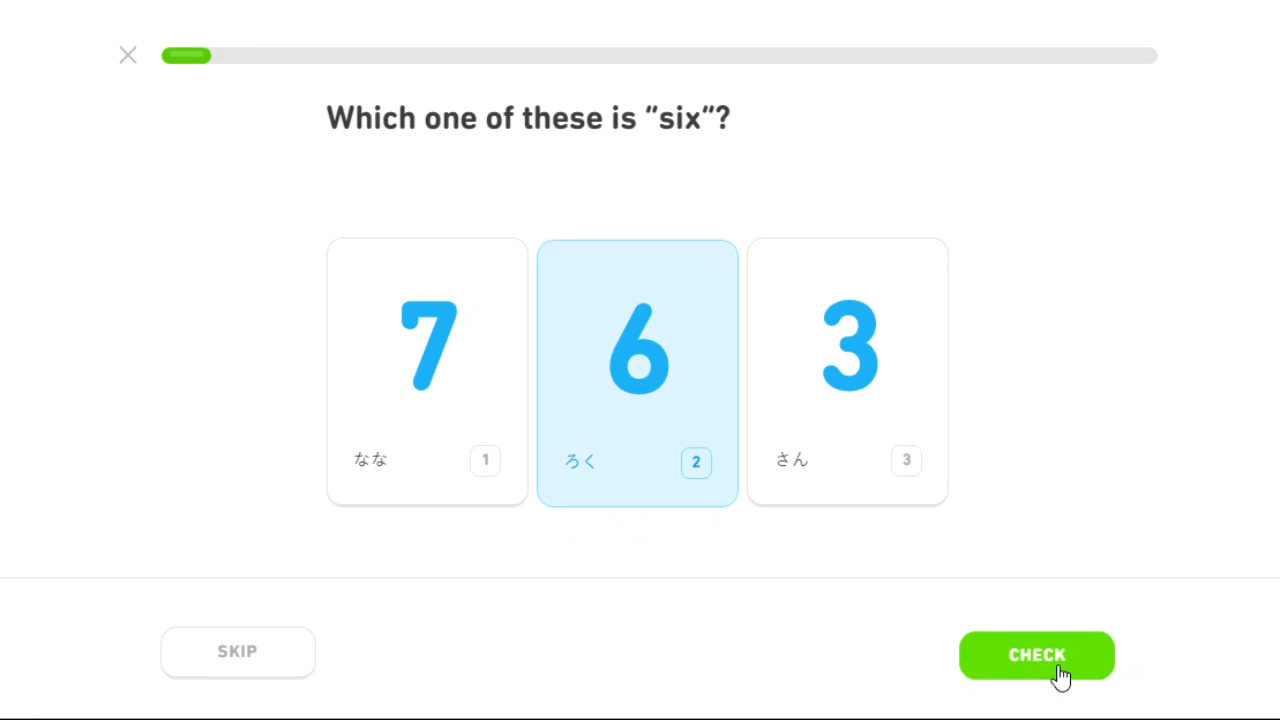 Which one of these is ”six”?
7
6
3
なな 1
ろく 2
さん 3
SKIP
CHECK